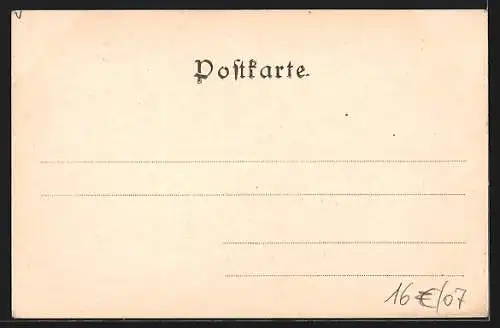 Postkarte.
16 €/07